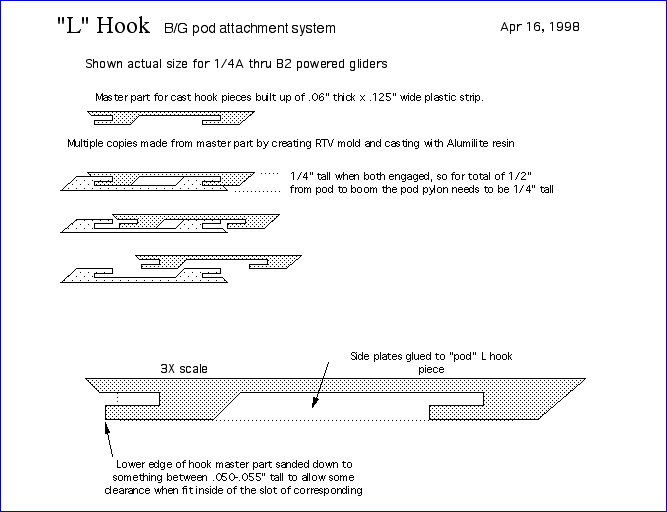 "L" Hook B/G pod attachment system Apr 16, 1998
Shown actual size for 1/4A thru B2 powered gliders
Master part for cast hook pieces built up of .06" thick x .125" wide plastic strip.
Multiple copies made from master part by creating RTV mold and casting with Alumilite resin
1/4" tall when both engaged, so for total of 1/2"
from pod to boom the pod pylon needs to be 1/4" tall
3X scale
Side plates glued to "pod" L hook
piece
Lower edge of hook master part sanded down to
something between .050-.055" tall to allow some
clearance when fit inside of the slot of corresponding